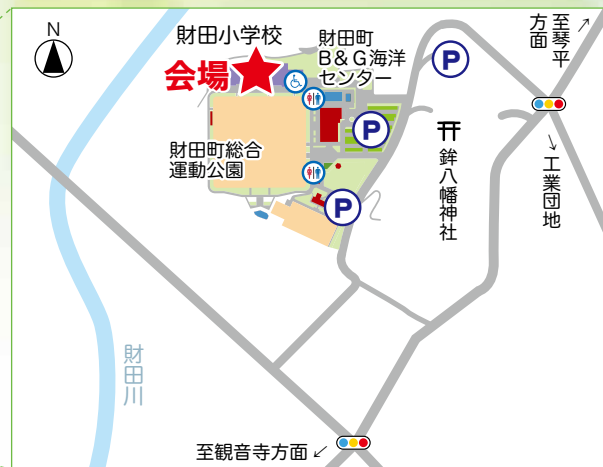 N
財田小学校
会場
財田町
B&G海洋
センター
至琴平
方面
P
P
P
財田町総合
運動公園
鉾八幡神社
工業団地
財田川
至観音寺方面